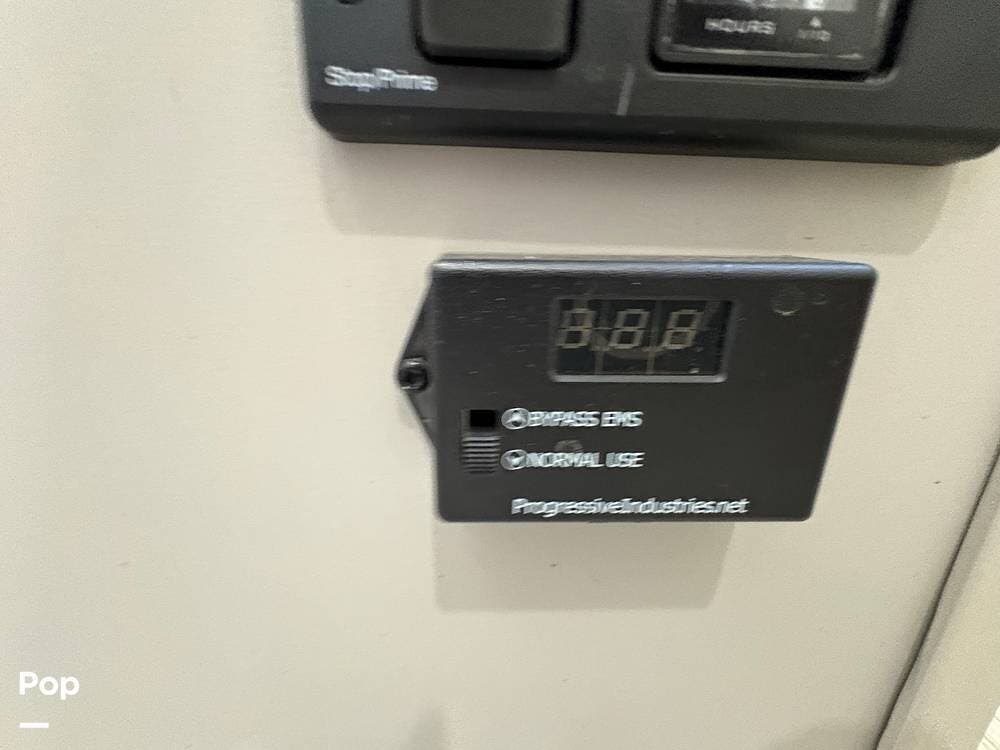 Stop/Prime
HOURS
BYPASS EMS
NORMAL USE
ProgressiveIndustries.net
Pop